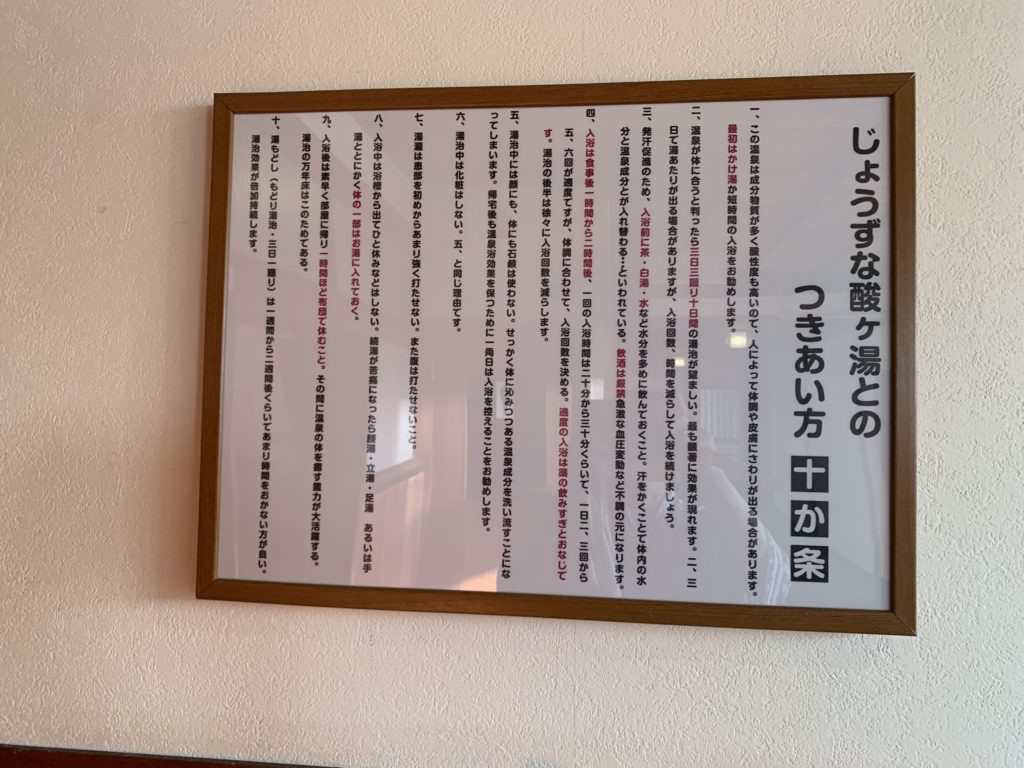 じょうずな酸ヶ湯との
つきあい方 十か条
一、この温泉は成分物質が多く酸性度も高いので、人によって体調や皮膚にさわりが出る場合があります。
最初はかけ湯か短時間の入浴をお勧めします。
二、温泉が体に合うと判ったら三日三廻り十日間の湯治が望ましい。最も顕著に効果が現れます。二、三
日で湯あたりが出る場合がありますが、入浴回数、時間を減らして入浴を続けましょう。
三、発汗促進のため、入浴前に茶・白湯・水など水分を多めに飲んでおくこと。汗をかくことで体内の水
分と温泉成分とが入れ替わる…といわれている。飲酒は厳禁急激な血圧変動など不調の元になります。
四、入浴は食事後一時間から二時間後、一回の入浴時間は二十分から三十分くらいで、一日二、三回から
五、六回が適度ですが、体調に合わせて、入浴回数を決める。過度の入浴は薬の飲みすぎとおなじで
す。湯治の後半は徐々に入浴回数を減らします。
五、湯治中には顔にも、体にも石鹸は使わない。せっかく体に沁みつつある温泉成分を洗い流すことにな
ってしまいます。帰宅後も温泉浴効果を保つために一両日は入浴を控えることをお勧めします。
六、湯治中は化粧はしない。五、と同じ理由です。
七、湯瀧は患部を初めからあまり強く打たせない。また腹は打たせないこと。
八、入浴中は浴槽から出てひと休みなどはしない。続湯が苦痛になったら腰湯・立湯・足湯 あるいは手
湯ととにかく体の一部はお湯に入れておく。
九、入浴後は素早く部屋に帰り一時間ほど布団で休むこと。その間に温泉の体を癒す霊力が大活躍する。
湯治の万年床はこのためである。
十、湯もどし（もどり湯治・三日一廻り）は一週間から二週間後くらいであまり時間をおかない方が良い。
湯治効果が倍加持続します。